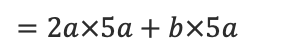 = 2a×5a + b×5a